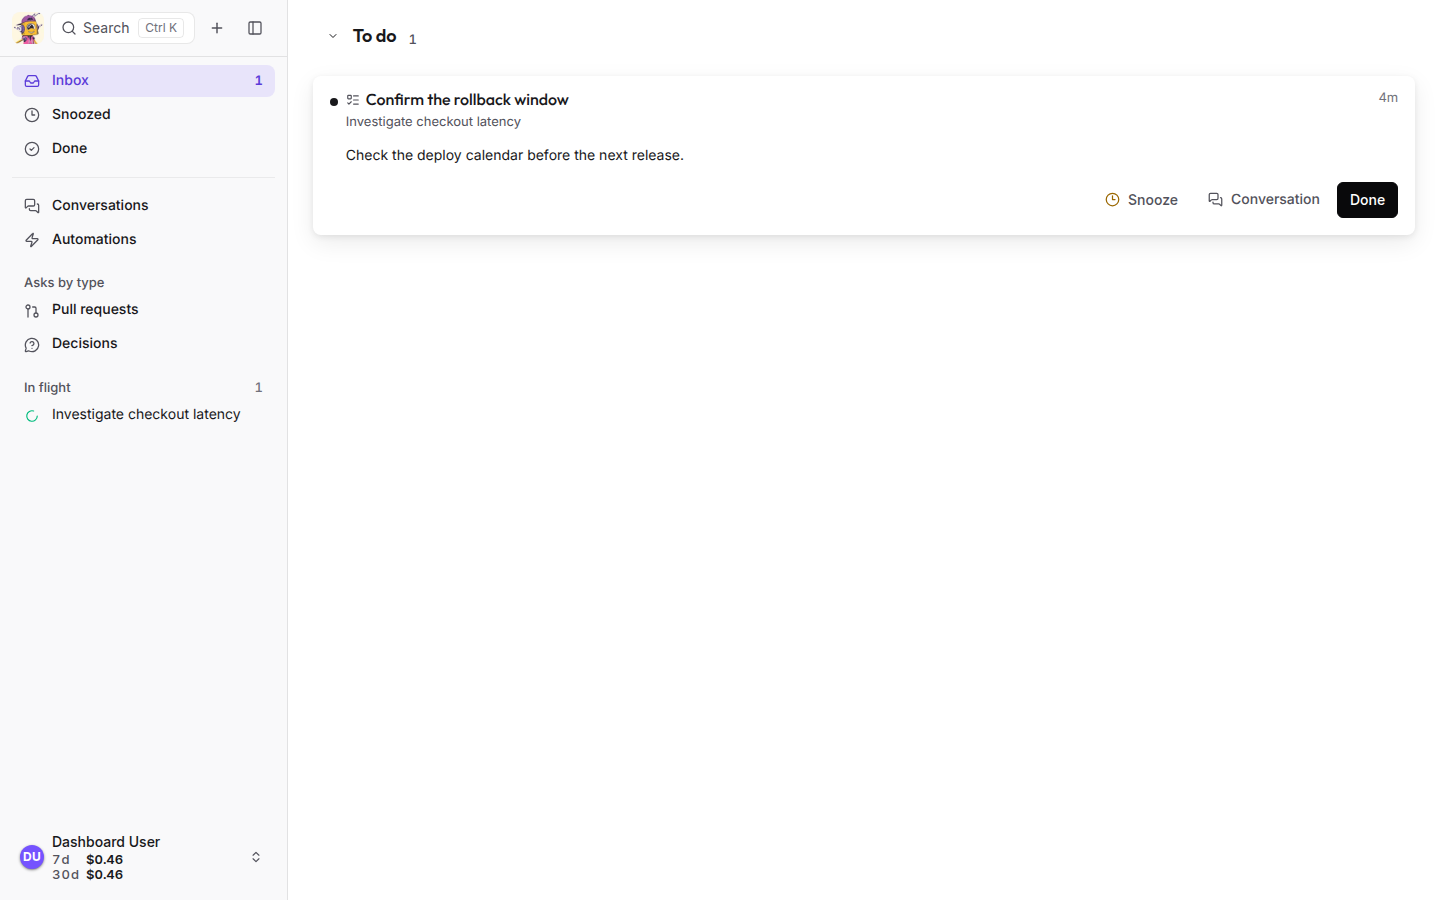 Search Ctrl K
Inbox 1
Snoozed
Done
Conversations
Automations
Asks by type
Pull requests
Decisions
In flight 1
Investigate checkout latency
DU
Dashboard User
7d $0.46
30d $0.46
To do 1
Confirm the rollback window 4m
Investigate checkout latency
Check the deploy calendar before the next release.
Snooze Conversation Done